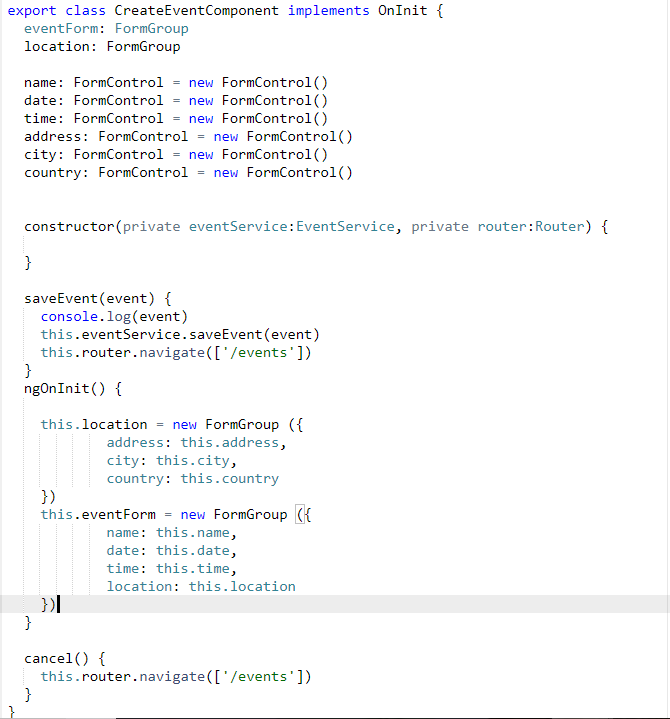 export class CreateEventComponent implements OnInit {
eventForm: FormGroup
location: FormGroup
name: FormControl = new FormControl()
date: FormControl = new FormControl()
time: FormControl = new FormControl()
address: FormControl = new FormControl()
city: FormControl = new FormControl()
country: FormControl = new FormControl()
constructor(private eventService:EventService, private router:Router) {
}
saveEvent(event) {
console.log(event)
this.eventService.saveEvent(event)
this.router.navigate(['/events'])
}
ngOnInit() {
this.location = new FormGroup ({
address: this.address,
city: this.city,
country: this.country
})
this.eventForm = new FormGroup ({
name: this.name,
date: this.date,
time: this.time,
location: this.location
})
}
cancel() {
this.router.navigate(['/events'])
}
}